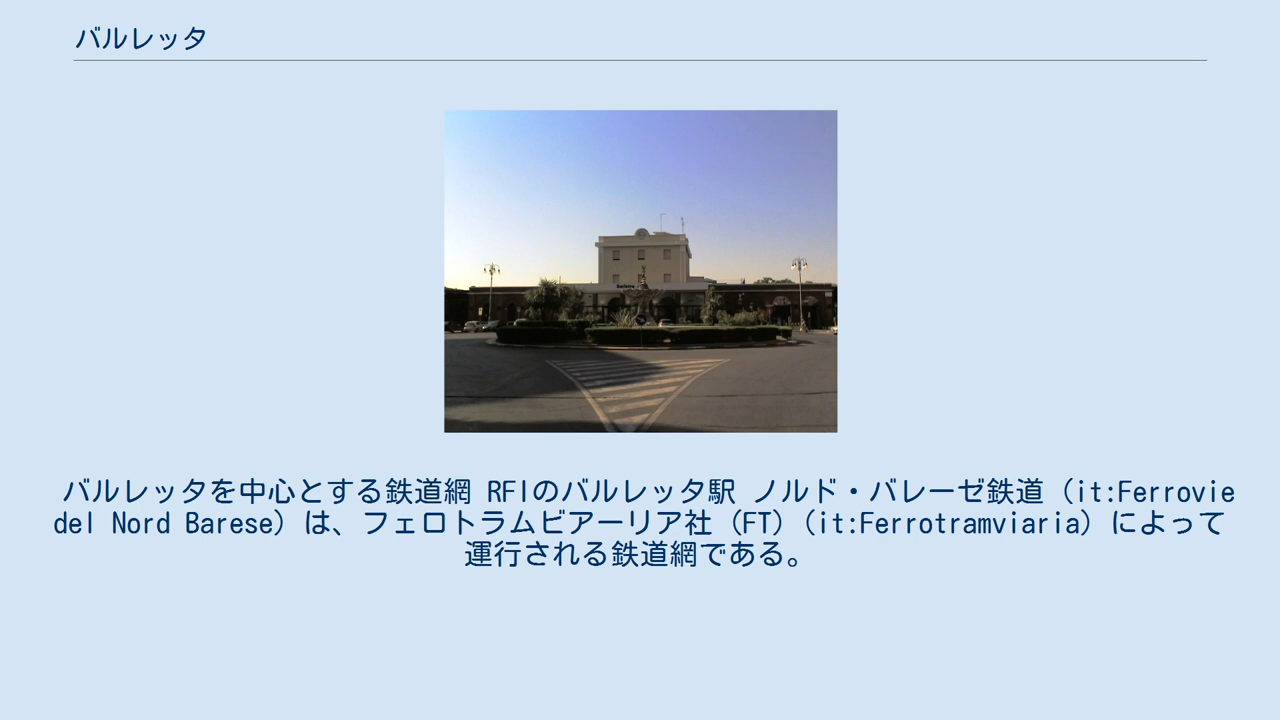 バルレッタ
Barletta
バルレッタを中心とする鉄道網 RFIのバルレッタ駅 ノルド・バレーゼ鉄道（it:Ferrovie
del Nord Barese）は、フェロトラムビアーリア社（FT）（it:Ferrotramviaria）によって
運行される鉄道網である。